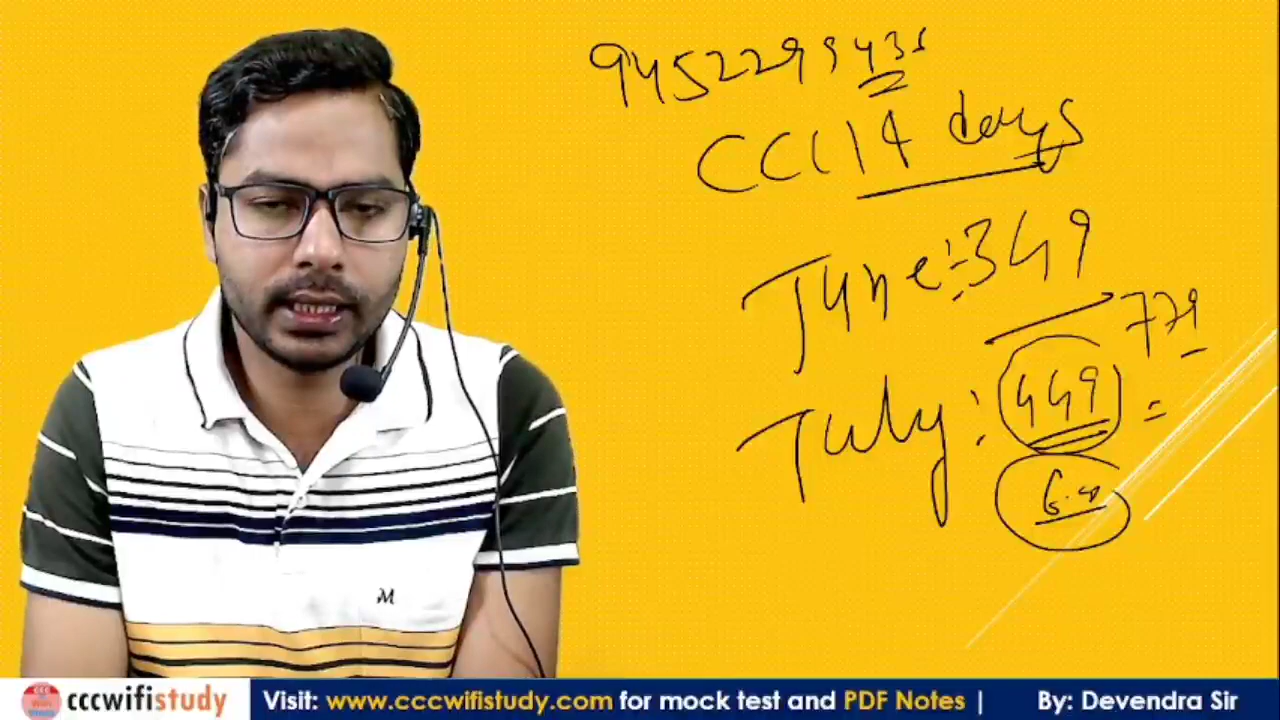 CCC 14 days
June :- 349
779
July : 449 =
M
cccwifistudy
Visit: www.cccwifistudy.com for mock test and PDF Notes | By: Devendra Sir